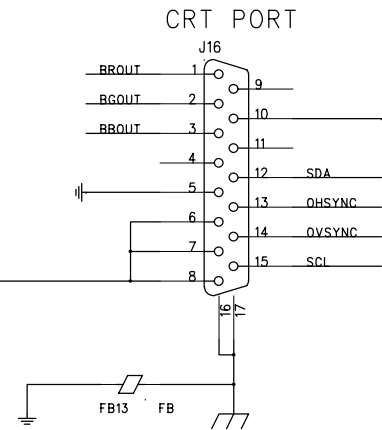 CRT PORT
J16
BROUT 1
9
BGOUT 2
10
BBROUT 3
11
4
12 SDA
5
13 OHSYNC
6
14 OVSYNC
7
15 SCL
8
16
17
FB13 FB